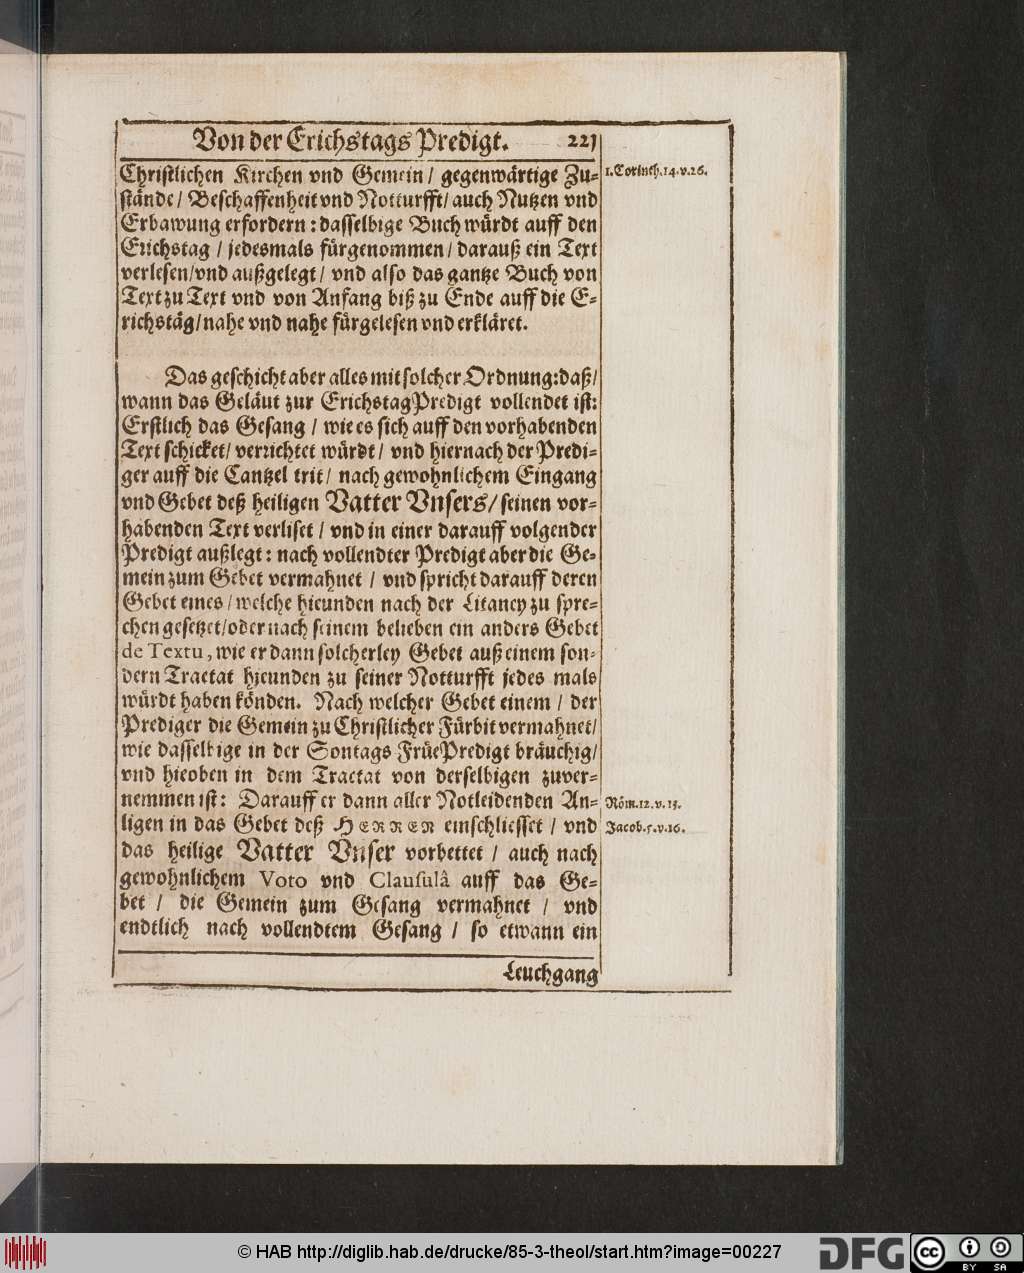 Von der Erichstags Predigt. 221
Christlichen Kirchen vnd Gemein / gegenwärtige Zu-
stände / Beschaffenheit vnd Notturfft / auch Nutzen vnd
Erbawung erfordern : dasselbige Buch würdt auff den
Erichstag / jedesmals fürgenommen / darauß ein Text
verlesen / vnd außgelegt / vnd also das gantze Buch von
Text zu Text vnd von Anfang biß zu Ende auff die E-
richstäg / nahe vnd nahe fürgelesen vnd erkläret.
1. Corinth. 14. v. 26.
Das geschicht aber alles mit solcher Ordnung: daß /
wann das Geläut zur ErichstagPredigt vollendet ist:
Erstlich das Gesang / wie es sich auff den vorhabenden
Text schicket / verrichtet würdt / vnd hiernach der Predi-
ger auff die Cantzel trit / nach gewohnlichem Eingang
vnd Gebet deß heiligen Vatter Vnsers / seinen vor-
habenden Text verliset / vnd in einer darauff volgender
Predigt außlegt : nach vollendter Predigt aber die Ge-
mein zum Gebet vermahnet / vnd spricht darauff deren
Gebet eines / welche hieunden nach der Litaney zu spre-
chen gesetzet / oder nach seinem belieben ein anders Gebet
de Textu, wie er dann solcherley Gebet auß einem son-
dern Tractat hieunden zu seiner Notturfft jedes mals
würdt haben könden. Nach welcher Gebet einem / der
Prediger die Gemein zu Christlicher Fürbit vermahnet /
wie dasselbige in der Sontags FrüePredigt bräuchig /
vnd hieoben in dem Tractat von derselbigen zuver-
nemmen ist : Darauff er dann aller Notleidenden An-
ligen in das Gebet deß HERREN einschliesset / vnd
das heilige Vatter Vnser vorbettet / auch nach
gewohnlichem Voto vnd Clausulâ auff das Ge-
bet / die Gemein zum Gesang vermahnet / vnd
endtlich nach vollendtem Gesang / so etwann ein
Röm. 12. v. 15.
Jacob. 5. v. 16.
Leuchgang
© HAB http://diglib.hab.de/drucke/85-3-theol/start.htm?image=00227
DFG
cc BY SA